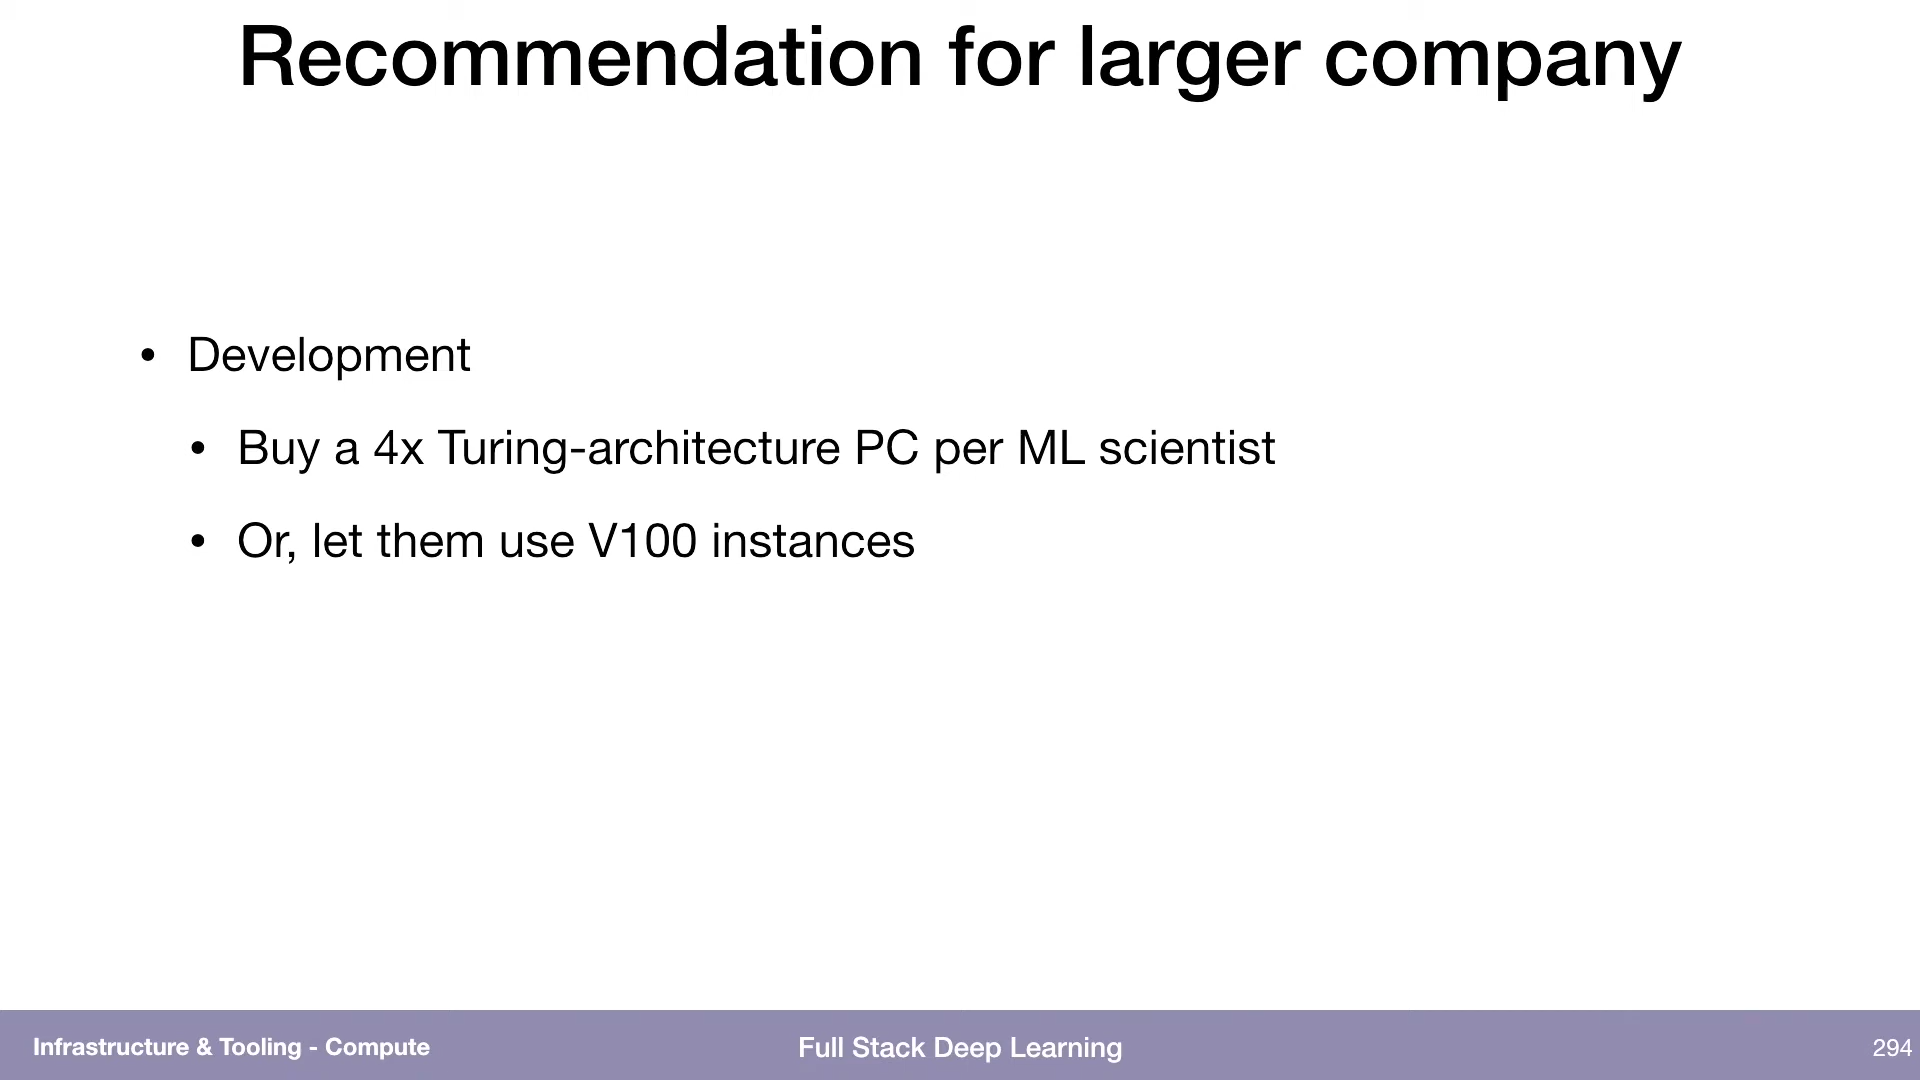 Recommendation for larger company
• Development
• Buy a 4x Turing-architecture PC per ML scientist
• Or, let them use V100 instances
Infrastructure & Tooling - Compute
Full Stack Deep Learning
294